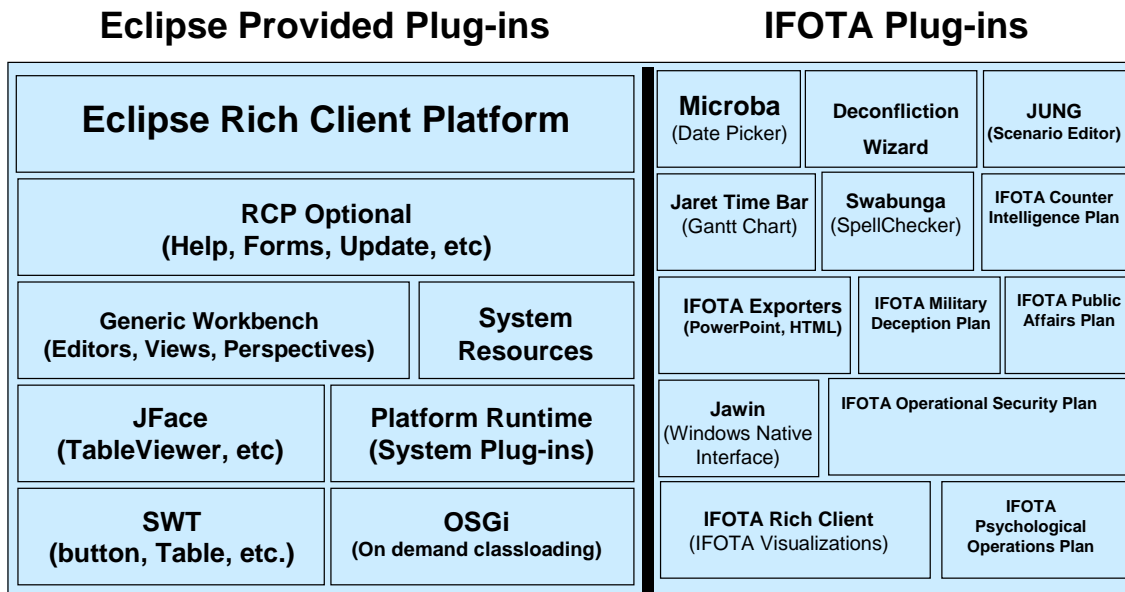 Eclipse Provided Plug-ins
IFOTA Plug-ins
Eclipse Rich Client Platform
RCP Optional
(Help, Forms, Update, etc)
Generic Workbench
(Editors, Views, Perspectives)
System
Resources
JFace
(TableViewer, etc)
Platform Runtime
(System Plug-ins)
SWT
(button, Table, etc.)
OSGi
(On demand classloading)
Microba
(Date Picker)
Deconfliction
Wizard
JUNG
(Scenario Editor)
Jaret Time Bar
(Gantt Chart)
Swabunga
(SpellChecker)
IFOTA Counter
Intelligence Plan
IFOTA Exporters
(PowerPoint, HTML)
IFOTA Military
Deception Plan
IFOTA Public
Affairs Plan
Jawin
(Windows Native
Interface)
IFOTA Operational Security Plan
IFOTA Rich Client
(IFOTA Visualizations)
IFOTA
Psychological
Operations Plan